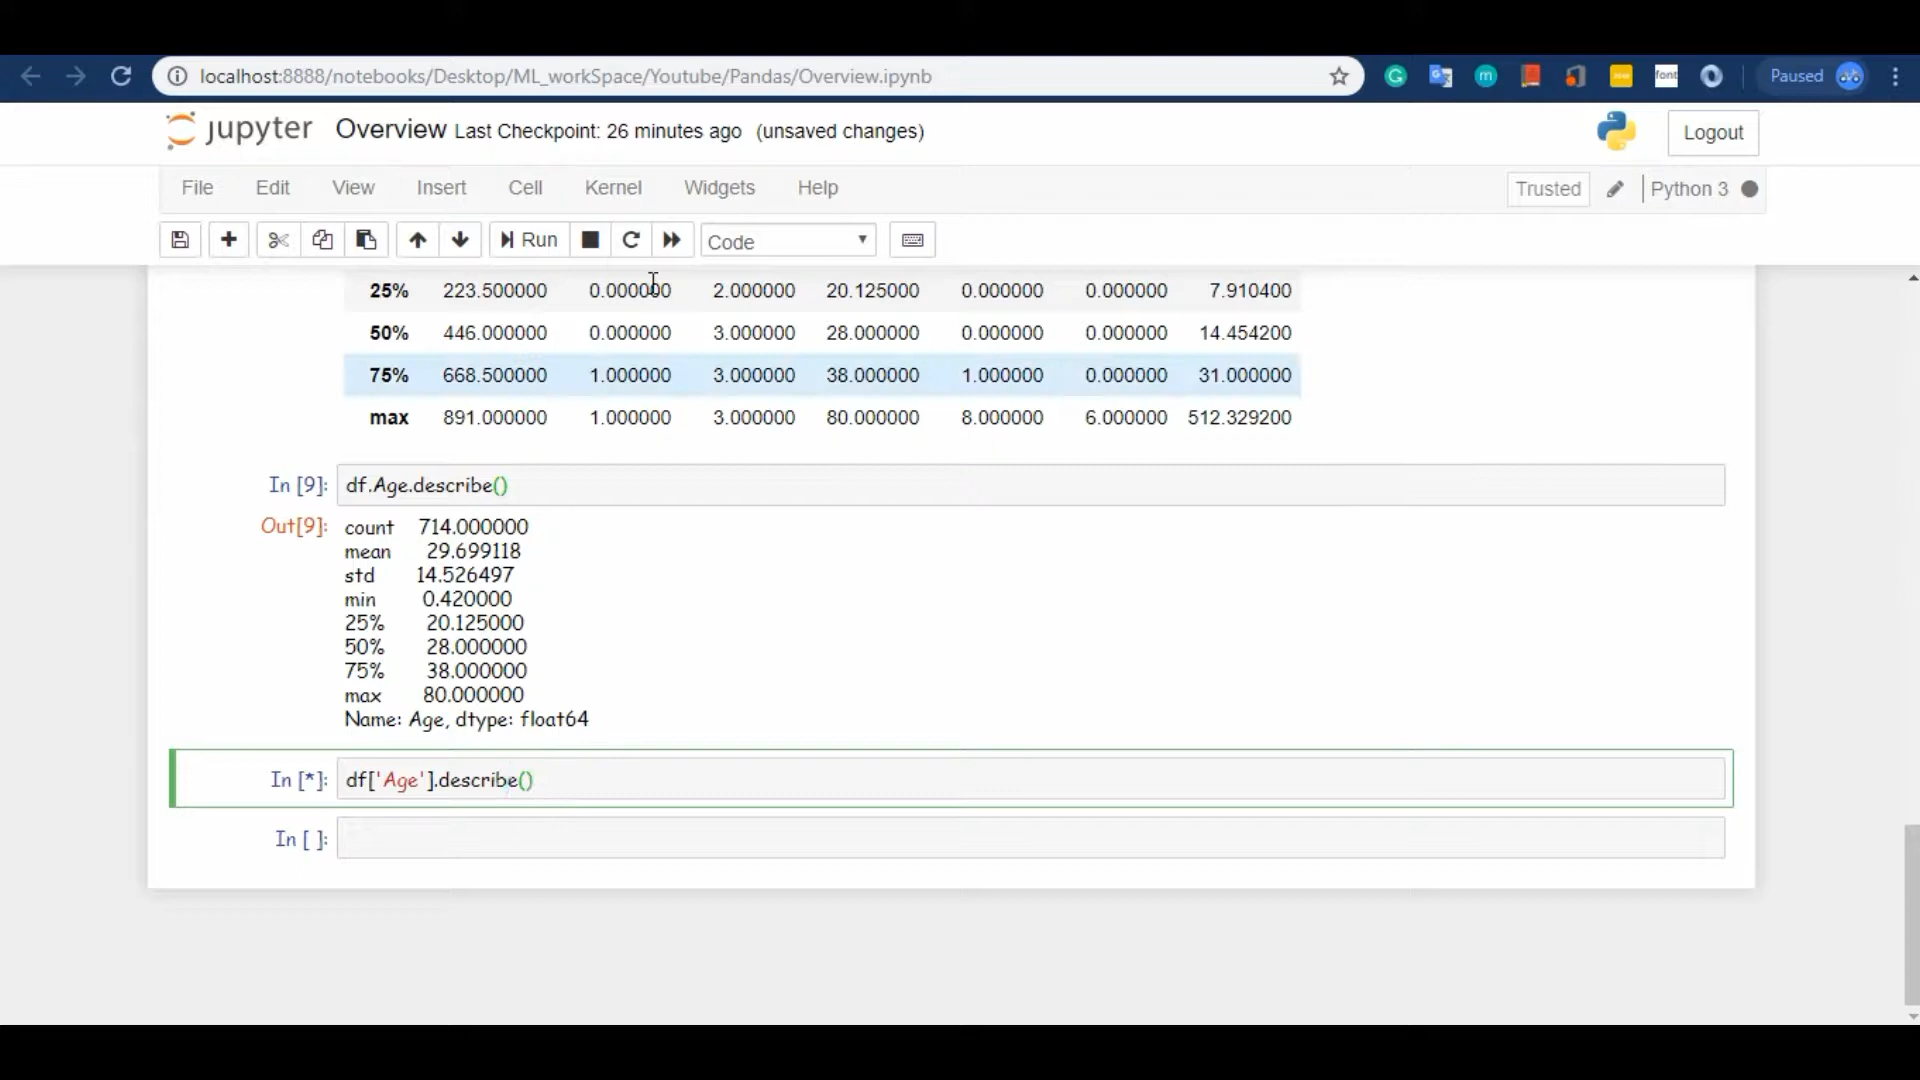 localhost:8888/notebooks/Desktop/ML_workSpace/Youtube/Pandas/Overview.ipynb
font
Paused
jupyter Overview Last Checkpoint: 26 minutes ago (unsaved changes)
Logout
File Edit View Insert Cell Kernel Widgets Help
Trusted
Python 3
Run
Code
25% 223.500000 0.000000 2.000000 20.125000 0.000000 0.000000 7.910400
50% 446.000000 0.000000 3.000000 28.000000 0.000000 0.000000 14.454200
75% 668.500000 1.000000 3.000000 38.000000 1.000000 0.000000 31.000000
max 891.000000 1.000000 3.000000 80.000000 8.000000 6.000000 512.329200
In [9]: df.Age.describe()
Out[9]: count 714.000000
mean 29.699118
std 14.526497
min 0.420000
25% 20.125000
50% 28.000000
75% 38.000000
max 80.000000
Name: Age, dtype: float64
In [*]: df['Age'].describe()
In [ ]: